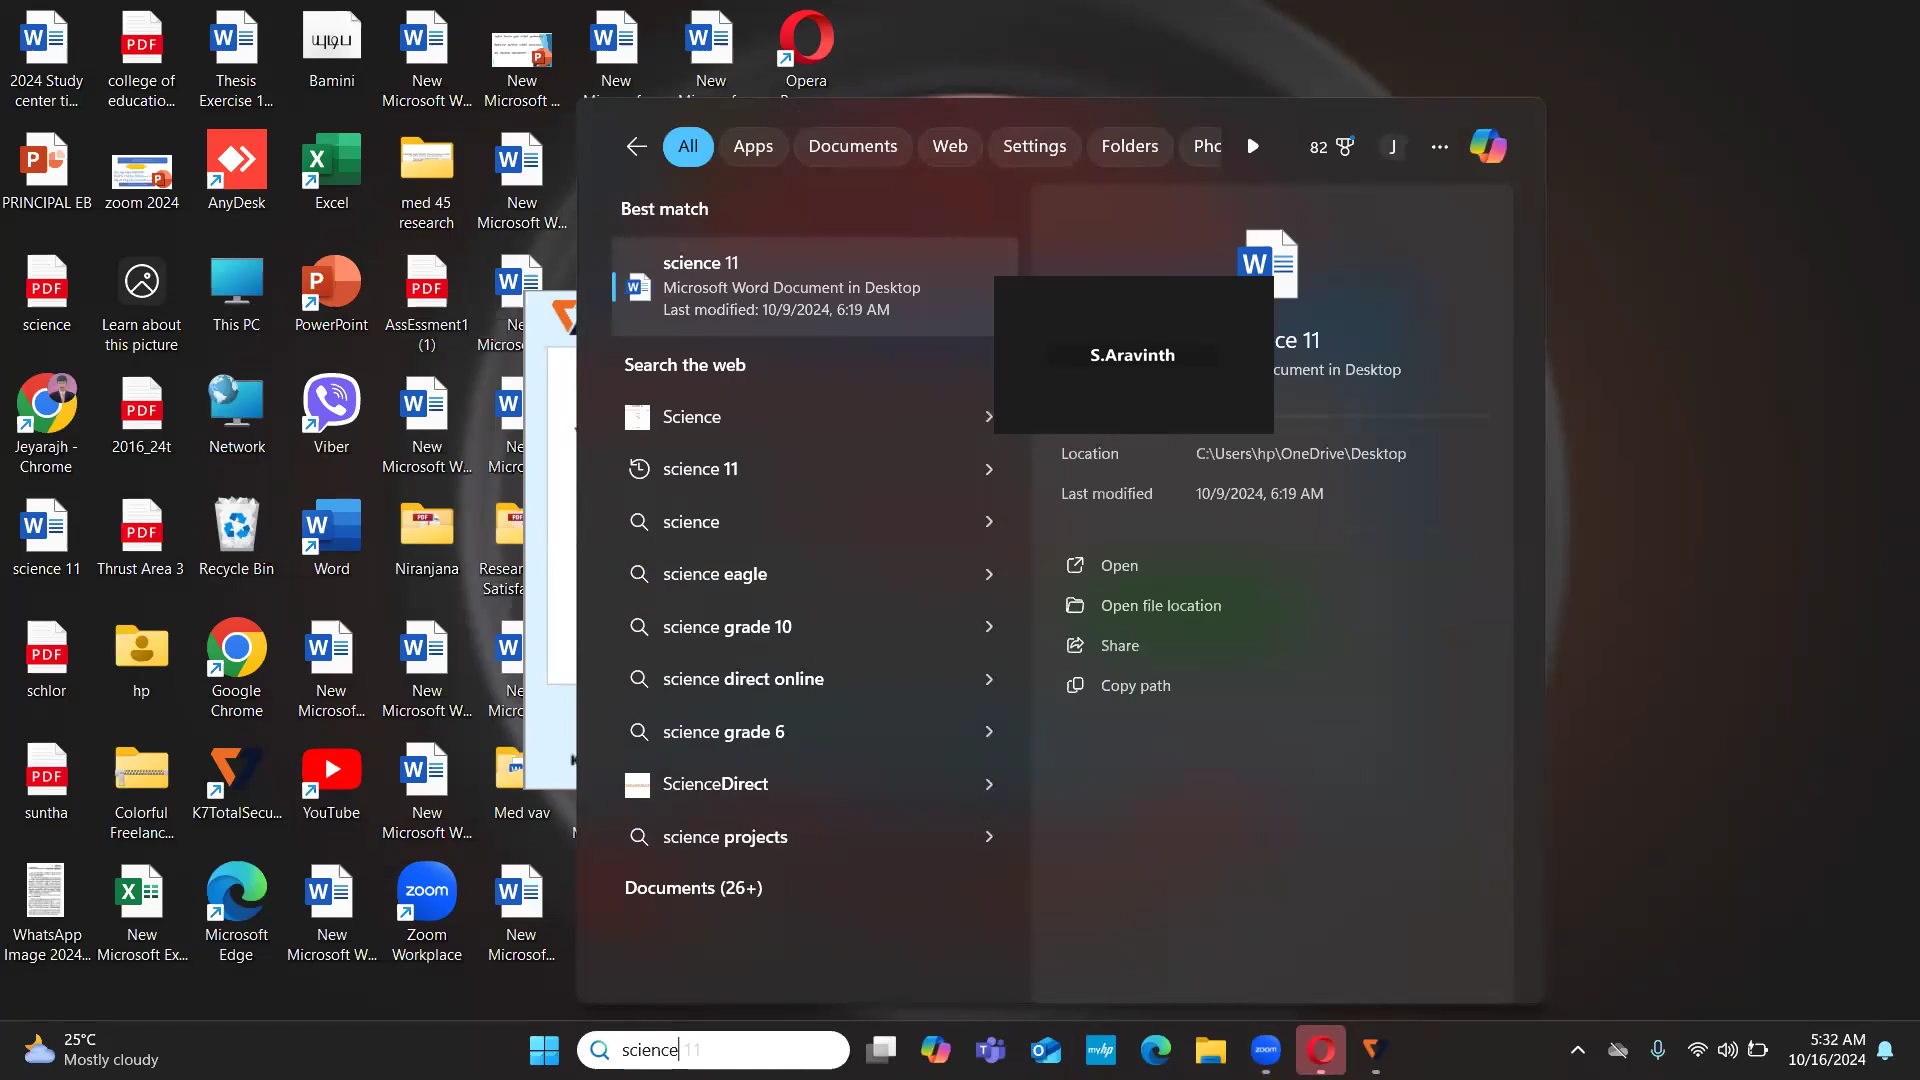 2024 Study
center ti...
college of
educatio...
Thesis
Exercise 1...
Bamini
New
Microsoft W...
New
Microsoft ...
New
New
Opera
PRINCIPAL EB
zoom 2024
AnyDesk
Excel
med 45
research
New
Microsoft W...
science
Learn about
this picture
This PC
PowerPoint
AssEssment1
(1)
Jeyarajh -
Chrome
2016_24t
Network
Viber
New
Microsoft W...
science 11
Thrust Area 3
Recycle Bin
Word
Niranjana
schlor
hp
Google
Chrome
New
Microsof...
New
Microsoft W...
suntha
Colorful
Freelanc...
K7TotalSecu...
YouTube
New
Microsoft W...
Med vav
WhatsApp
Image 2024...
New
Microsoft Ex...
Microsoft
Edge
New
Microsoft W...
Zoom
Workplace
New
Microsof...
All
Apps
Documents
Web
Settings
Folders
Pho
82
J
Best match
science 11
Microsoft Word Document in Desktop
Last modified: 10/9/2024, 6:19 AM
Search the web
Science
science 11
science
science eagle
science grade 10
science direct online
science grade 6
ScienceDirect
science projects
Documents (26+)
S.Aravinth
ce 11
cument in Desktop
Location C:\Users\hp\OneDrive\Desktop
Last modified 10/9/2024, 6:19 AM
Open
Open file location
Share
Copy path
25°C
Mostly cloudy
science 11
5:32 AM
10/16/2024